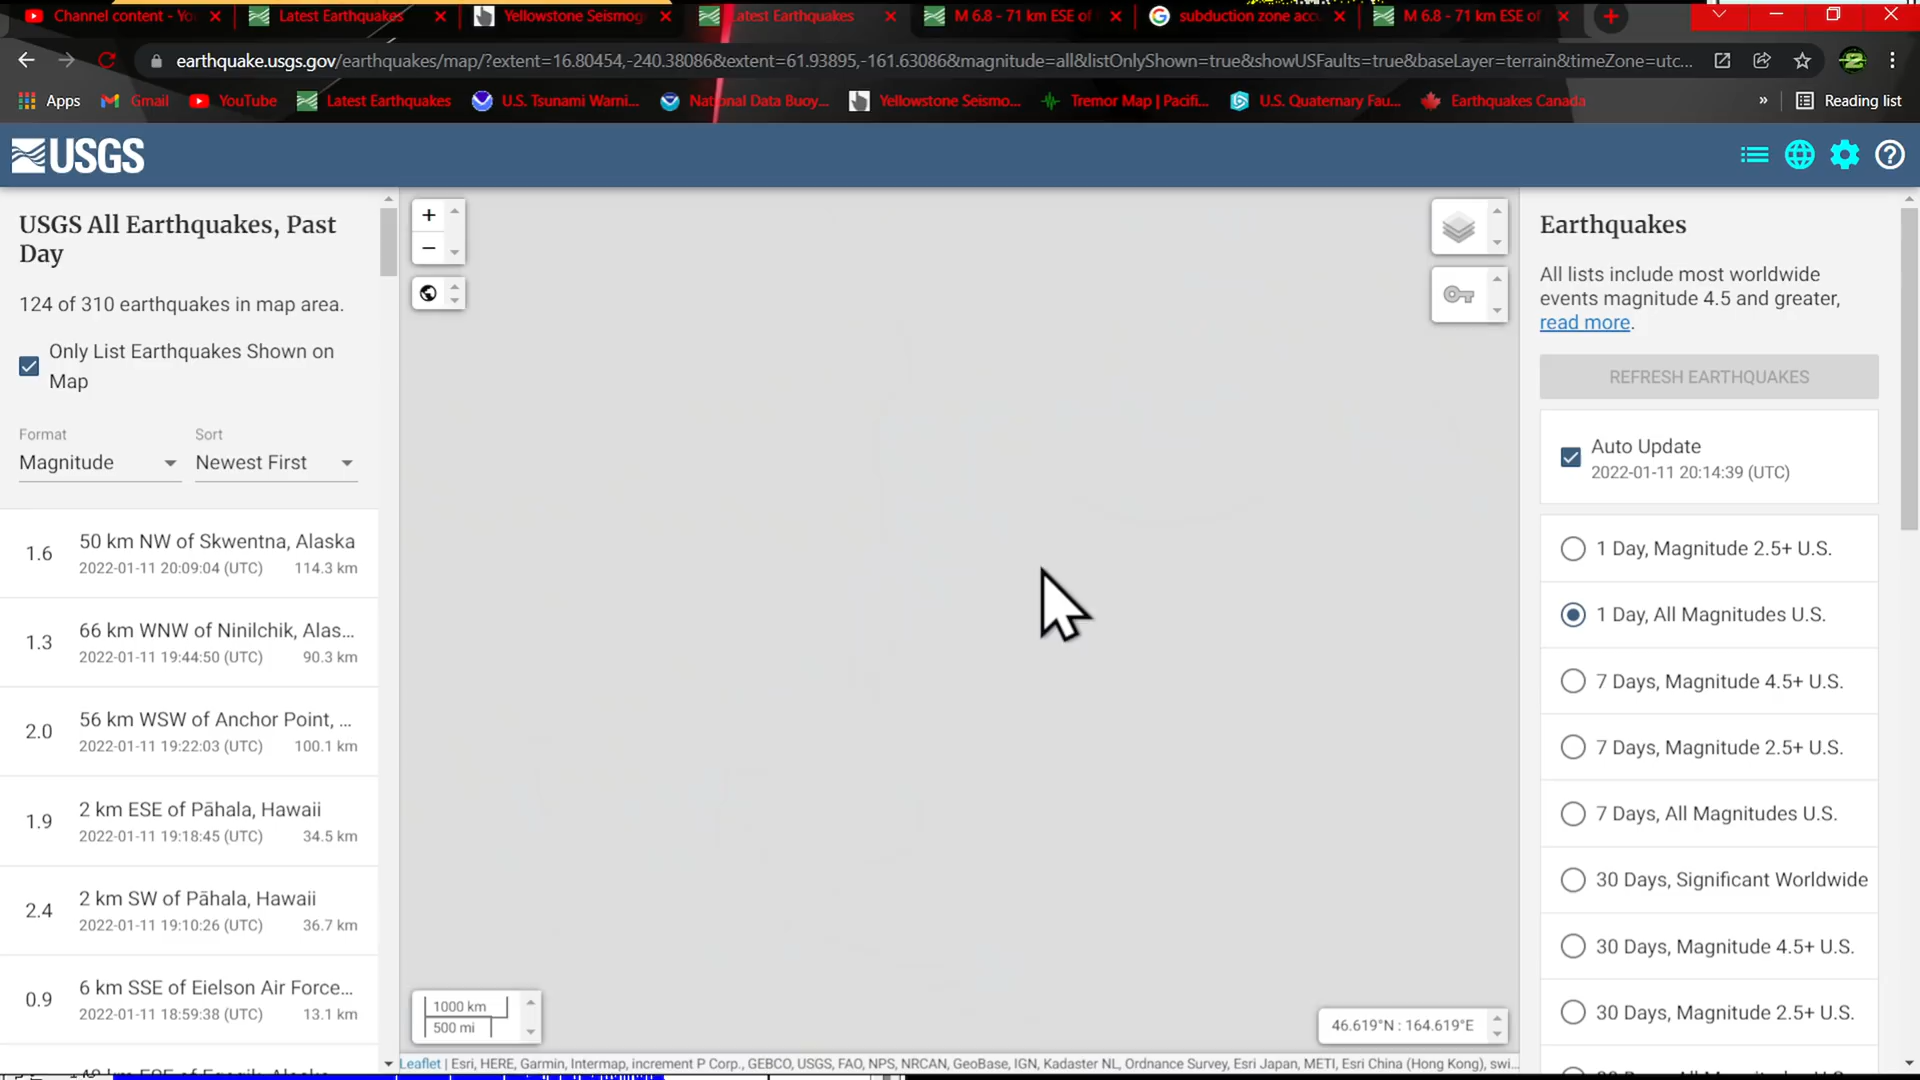 Channel content - Yo
Latest Earthquakes
Yellowstone Seismog
Latest Earthquakes
M 6.8 - 71 km ESE of
subduction zone acc
M 6.8 - 71 km ESE of
earthquake.usgs.gov/earthquakes/map/?extent=16.80454,-240.38086&extent=61.93895,-161.63086&magnitude=all&listOnlyShown=true&showUSFaults=true&baseLayer=terrain&timeZone=utc...
Apps
Gmail
YouTube
Latest Earthquakes
U.S. Tsunami Warni...
National Data Buoy...
Yellowstone Seismo...
Tremor Map | Pacifi...
U.S. Quaternary Fau...
Earthquakes Canada
»
Reading list
USGS
USGS All Earthquakes, Past
Day
124 of 310 earthquakes in map area.
Only List Earthquakes Shown on
Map
Format
Sort
Magnitude
Newest First
1.6
50 km NW of Skwentna, Alaska
2022-01-11 20:09:04 (UTC) 114.3 km
1.3
66 km WNW of Ninilchik, Alas...
2022-01-11 19:44:50 (UTC) 90.3 km
2.0
56 km WSW of Anchor Point, ...
2022-01-11 19:22:03 (UTC) 100.1 km
1.9
2 km ESE of Pāhala, Hawaii
2022-01-11 19:18:45 (UTC) 34.5 km
2.4
2 km SW of Pāhala, Hawaii
2022-01-11 19:10:26 (UTC) 36.7 km
0.9
6 km SSE of Eielson Air Force...
2022-01-11 18:59:38 (UTC) 13.1 km
+
−
1000 km
500 mi
46.619°N : 164.619°E
Leaflet | Esri, HERE, Garmin, Intermap, increment P Corp., GEBCO, USGS, FAO, NPS, NRCAN, GeoBase, IGN, Kadaster NL, Ordnance Survey, Esri Japan, METI, Esri China (Hong Kong), swi...
Earthquakes
All lists include most worldwide
events magnitude 4.5 and greater,
read more.
REFRESH EARTHQUAKES
Auto Update
2022-01-11 20:14:39 (UTC)
1 Day, Magnitude 2.5+ U.S.
1 Day, All Magnitudes U.S.
7 Days, Magnitude 4.5+ U.S.
7 Days, Magnitude 2.5+ U.S.
7 Days, All Magnitudes U.S.
30 Days, Significant Worldwide
30 Days, Magnitude 4.5+ U.S.
30 Days, Magnitude 2.5+ U.S.